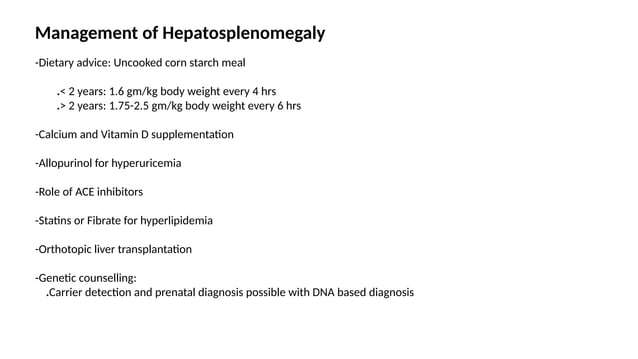 Management of Hepatosplenomegaly
-Dietary advice: Uncooked corn starch meal
.< 2 years: 1.6 gm/kg body weight every 4 hrs
.> 2 years: 1.75-2.5 gm/kg body weight every 6 hrs
-Calcium and Vitamin D supplementation
-Allopurinol for hyperuricemia
-Role of ACE inhibitors
-Statins or Fibrate for hyperlipidemia
-Orthotopic liver transplantation
-Genetic counselling:
.Carrier detection and prenatal diagnosis possible with DNA based diagnosis